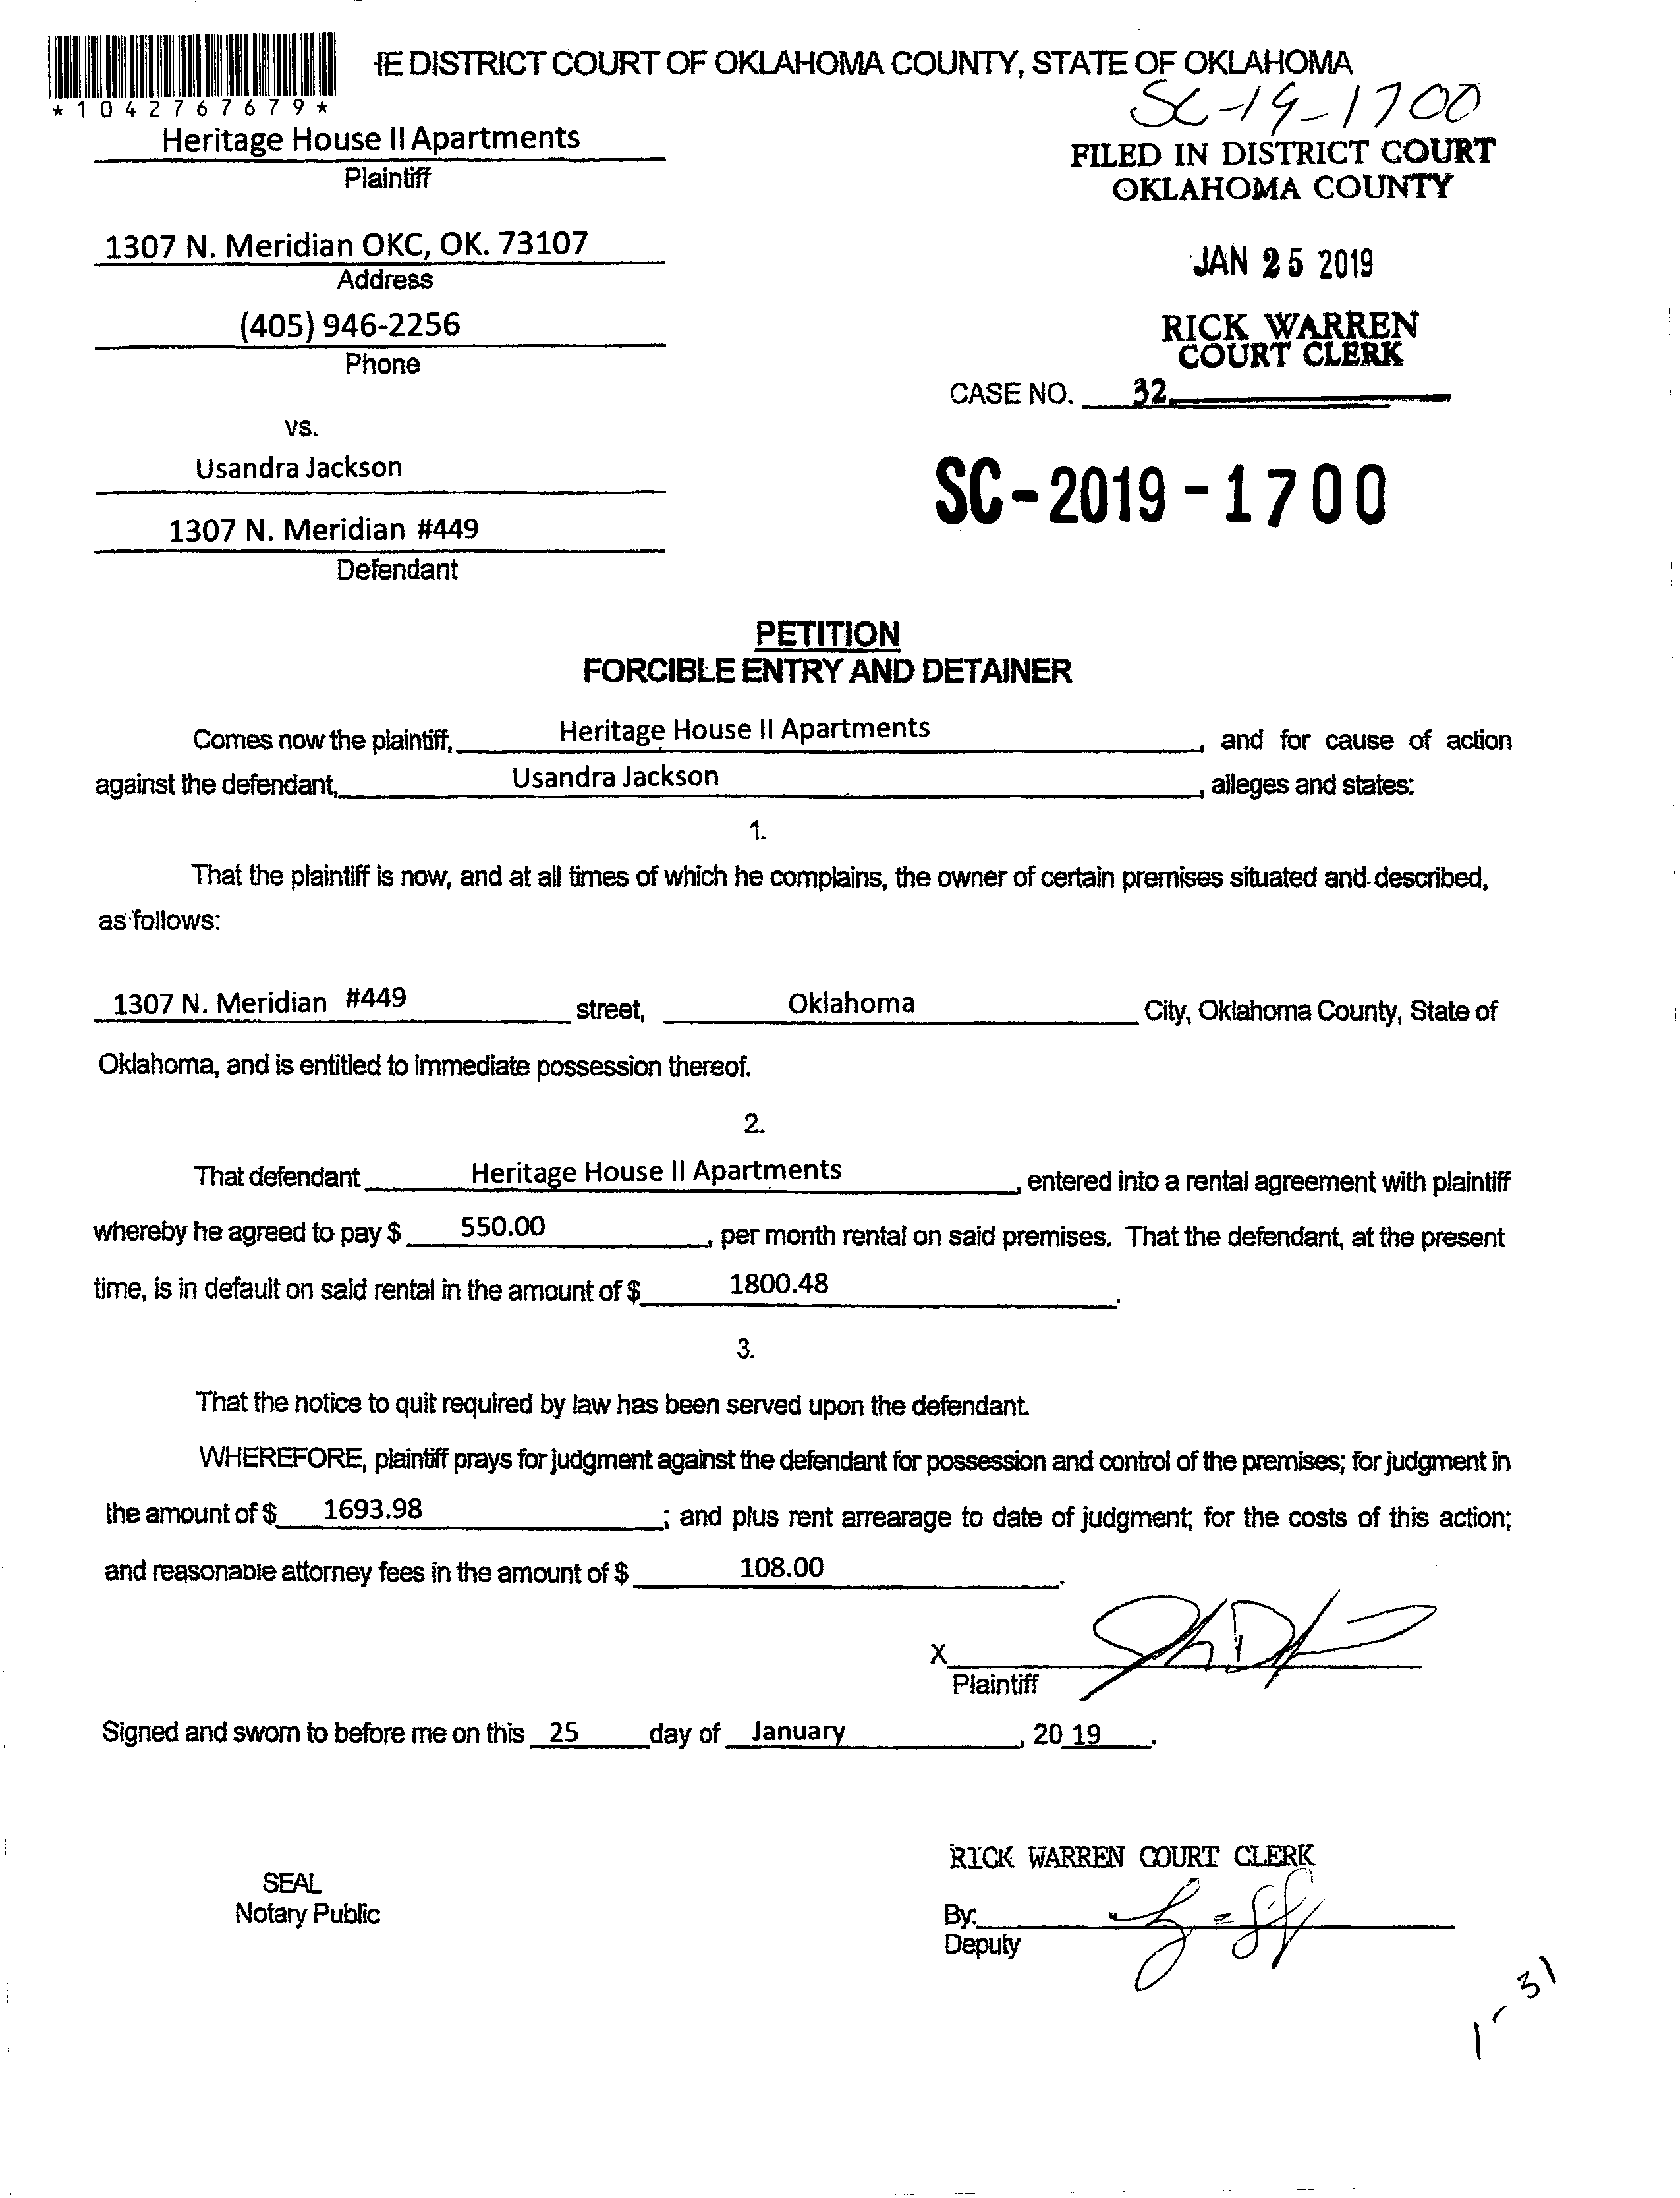 HE DISTRICT COURT OF OKLAHOMA COUNTY, STATE OF OKLAHOMA
*1042767679*
SC-19-1700
Heritage House II Apartments
Plaintiff
FILED IN DISTRICT COURT
OKLAHOMA COUNTY
1307 N. Meridian OKC, OK. 73107
Address
JAN 25 2019
(405) 946-2256
Phone
RICK WARREN
COURT CLERK
CASE NO. 32
vs.
Usandra Jackson
SC-2019-1700
1307 N. Meridian #449
Defendant
PETITION
FORCIBLE ENTRY AND DETAINER
Comes now the plaintiff, Heritage House II Apartments, and for cause of action
against the defendant, Usandra Jackson, alleges and states:
1.
That the plaintiff is now, and at all times of which he complains, the owner of certain premises situated and described,
as follows:
1307 N. Meridian #449 street, Oklahoma City, Oklahoma County, State of
Oklahoma, and is entitled to immediate possession thereof.
2.
That defendant Heritage House II Apartments, entered into a rental agreement with plaintiff
whereby he agreed to pay $ 550.00, per month rental on said premises. That the defendant, at the present
time, is in default on said rental in the amount of $ 1800.48.
3.
That the notice to quit required by law has been served upon the defendant.
WHEREFORE, plaintiff prays for judgment against the defendant for possession and control of the premises; for judgment in
the amount of $ 1693.98; and plus rent arrearage to date of judgment; for the costs of this action;
and reasonable attorney fees in the amount of $ 108.00.
X
Plaintiff
Signed and sworn to before me on this 25 day of January, 20 19.
RICK WARREN COURT CLERK
SEAL
Notary Public
By:
Deputy
1-31